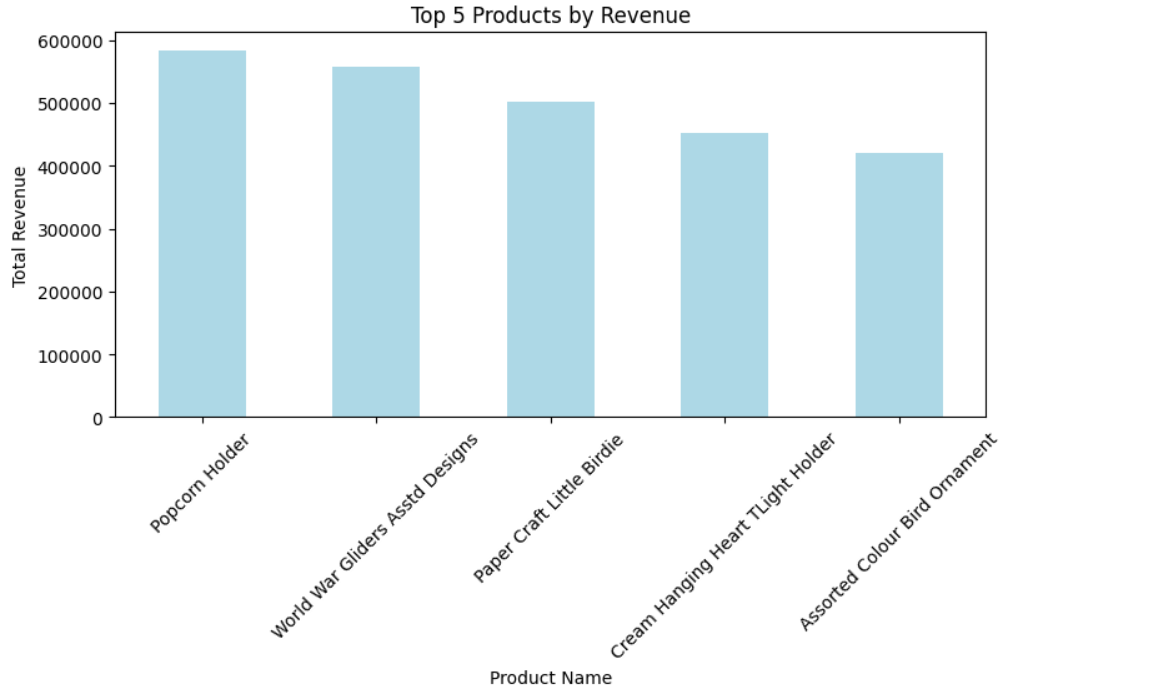 Top 5 Products by Revenue
600000
500000
400000
300000
200000
100000
0
Total Revenue
Popcorn Holder
World War Gliders Asstd Designs
Paper Craft Little Birdie
Cream Hanging Heart TLight Holder
Assorted Colour Bird Ornament
Product Name